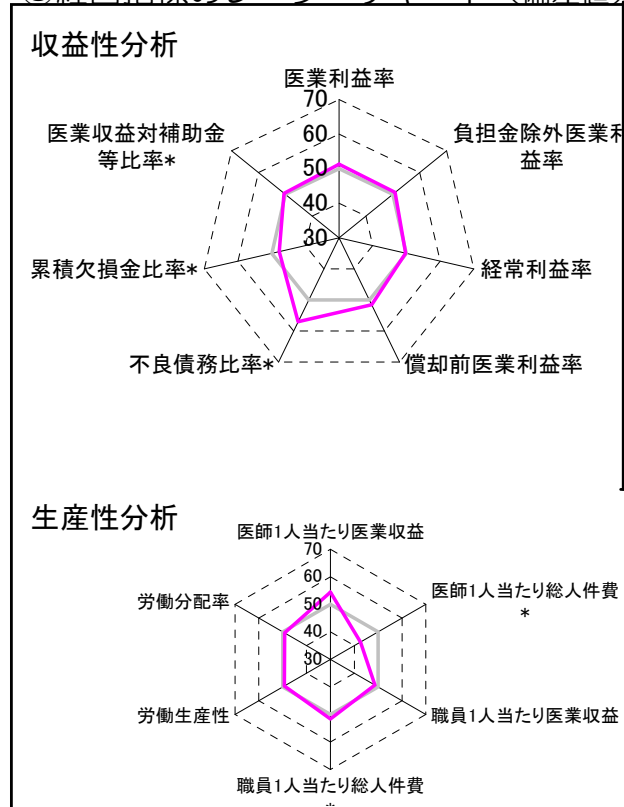 収益性分析
医業利益率
70
60
50
40
30
医業収益対補助金
等比率*
負担金除外医業利
益率
累積欠損金比率*
経常利益率
不良債務比率*
償却前医業利益率
生産性分析
医師1人当たり医業収益
70
60
50
40
30
労働分配率
医師1人当たり総人件費
*
労働生産性
職員1人当たり医業収益
職員1人当たり総人件費
*